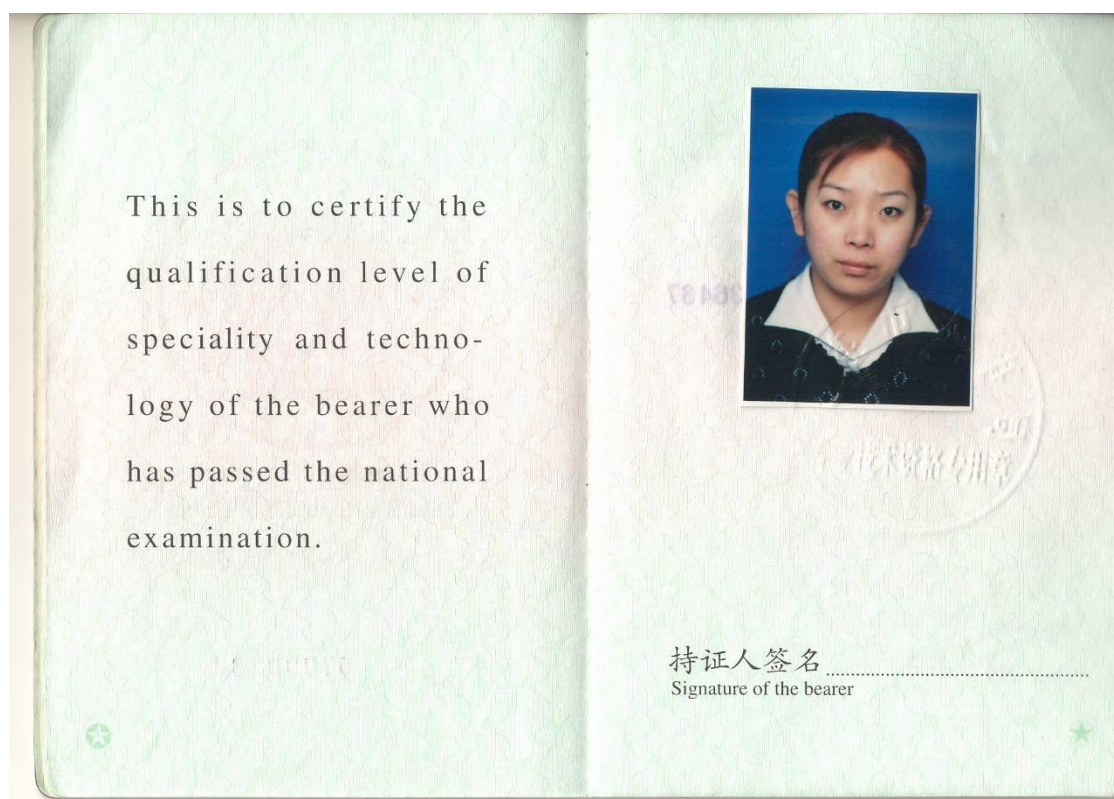 This is to certify the
qualification level of
speciality and techno-
logy of the bearer who
has passed the national
examination.
持证人签名
Signature of the bearer